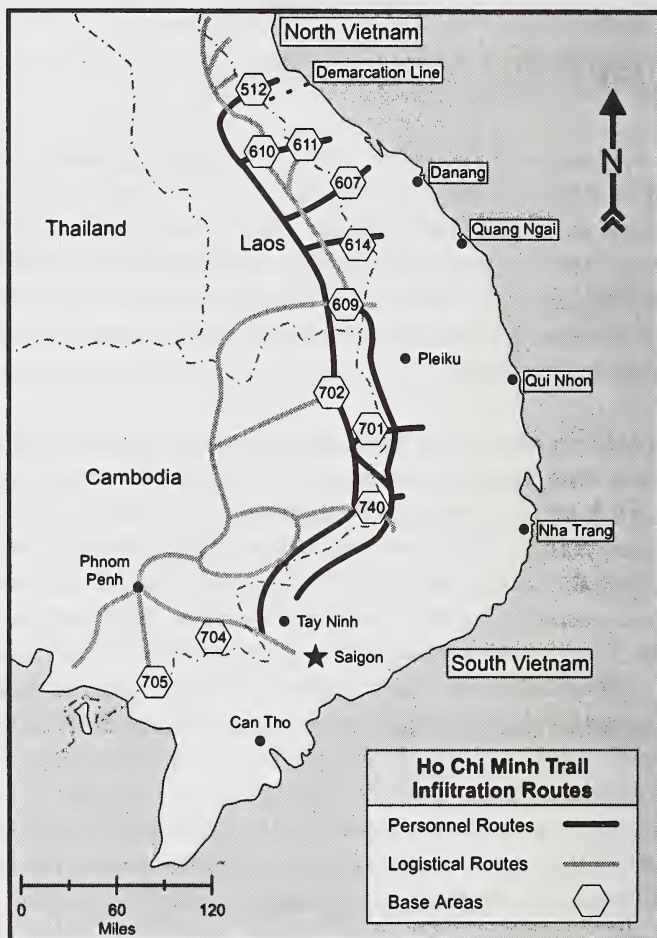 North Vietnam
Demarcation Line
512
611
610
607
Danang
N
Thailand
Laos
614
Quang Ngai
609
Pleiku
702
Qui Nhon
701
Cambodia
740
Nha Trang
Phnom
Penh
Tay Ninh
704
Saigon
South Vietnam
705
Can Tho
Ho Chi Minh Trail
Infiltration Routes
Personnel Routes
Logistical Routes
Base Areas
0 60 120
Miles